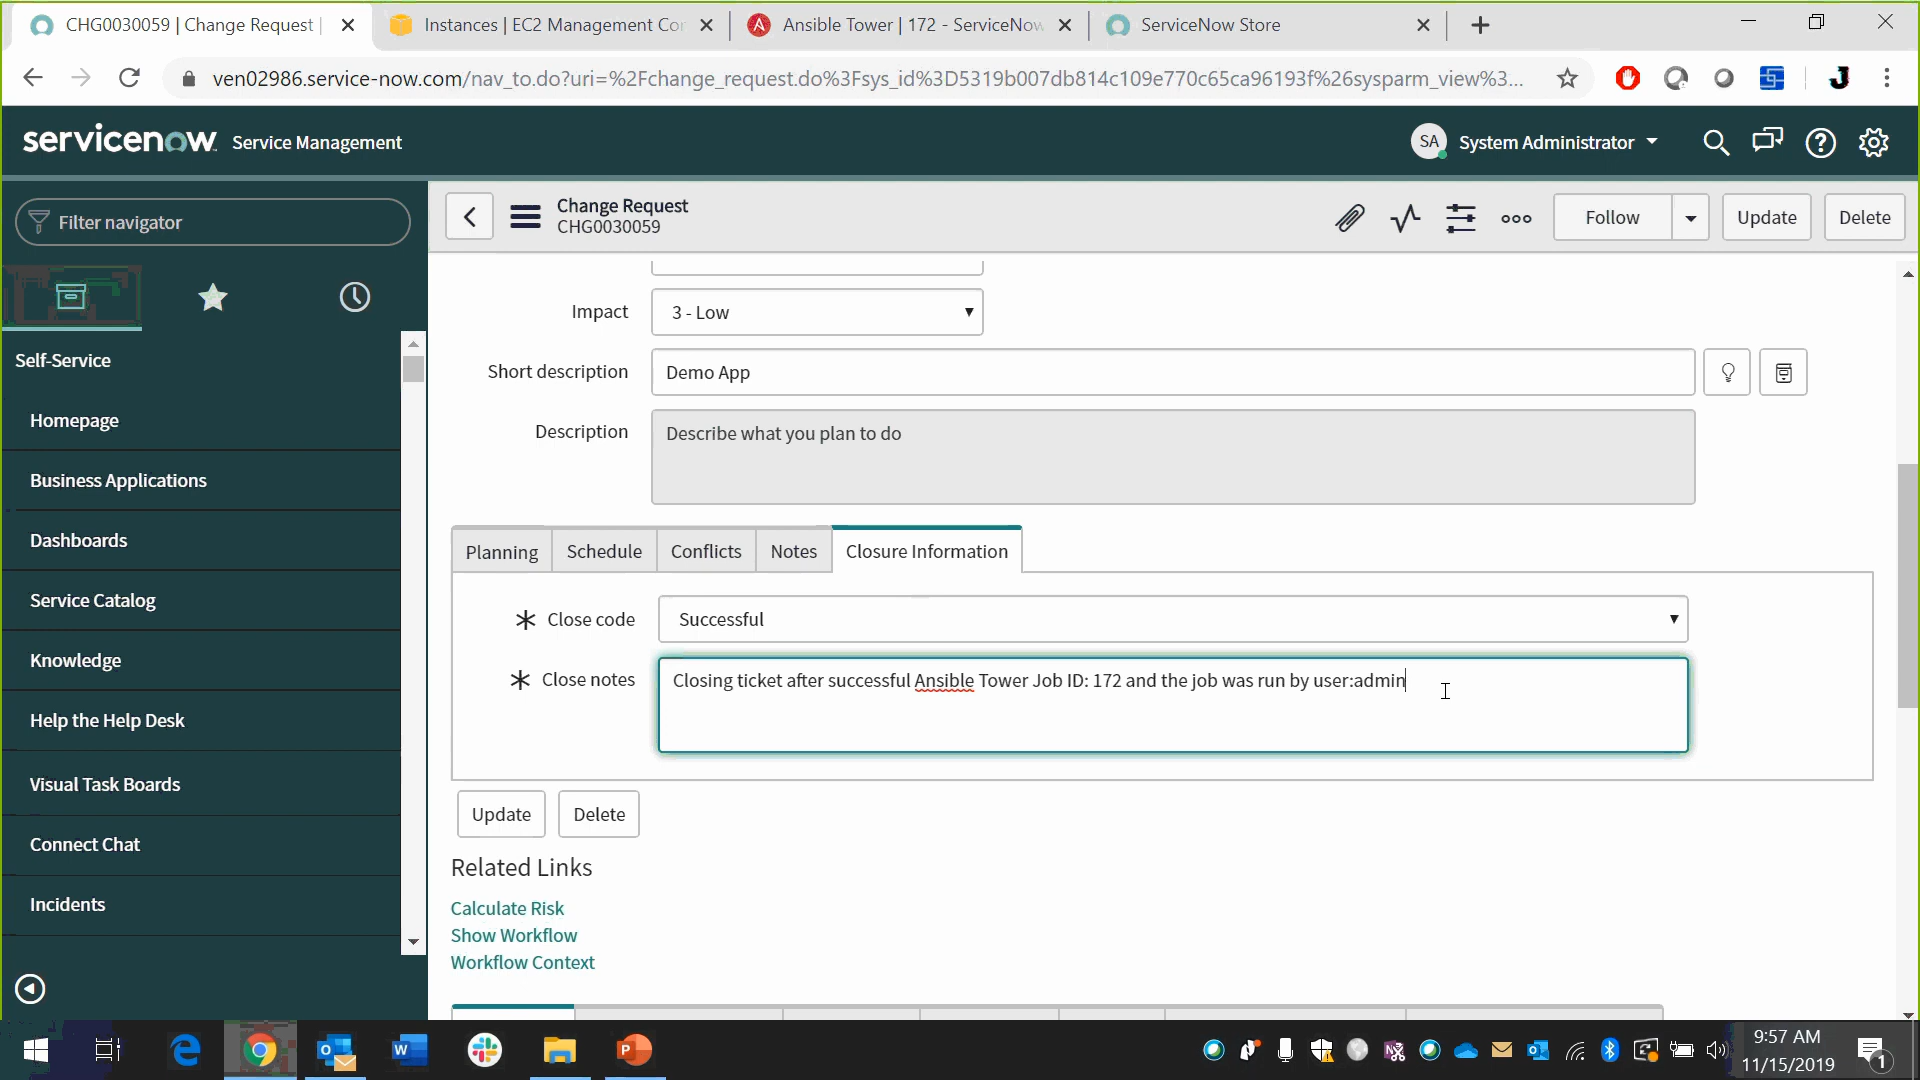 CHG0030059 | Change Request |
Instances | EC2 Management Con
Ansible Tower | 172 - ServiceNow
ServiceNow Store
ven02986.service-now.com/nav_to.do?uri=%2Fchange_request.do%3Fsys_id%3D5319b007db814c109e770c65ca96193f%26sysparm_view%3...
servicenow Service Management
SA System Administrator
Filter navigator
Change Request
CHG0030059
Follow
Update
Delete
Self-Service
Homepage
Business Applications
Dashboards
Service Catalog
Knowledge
Help the Help Desk
Visual Task Boards
Connect Chat
Incidents
Impact
3 - Low
Short description
Demo App
Description
Describe what you plan to do
Planning
Schedule
Conflicts
Notes
Closure Information
Close code
Successful
Close notes
Closing ticket after successful Ansible Tower Job ID: 172 and the job was run by user:admin
Update
Delete
Related Links
Calculate Risk
Show Workflow
Workflow Context
9:57 AM
11/15/2019
1